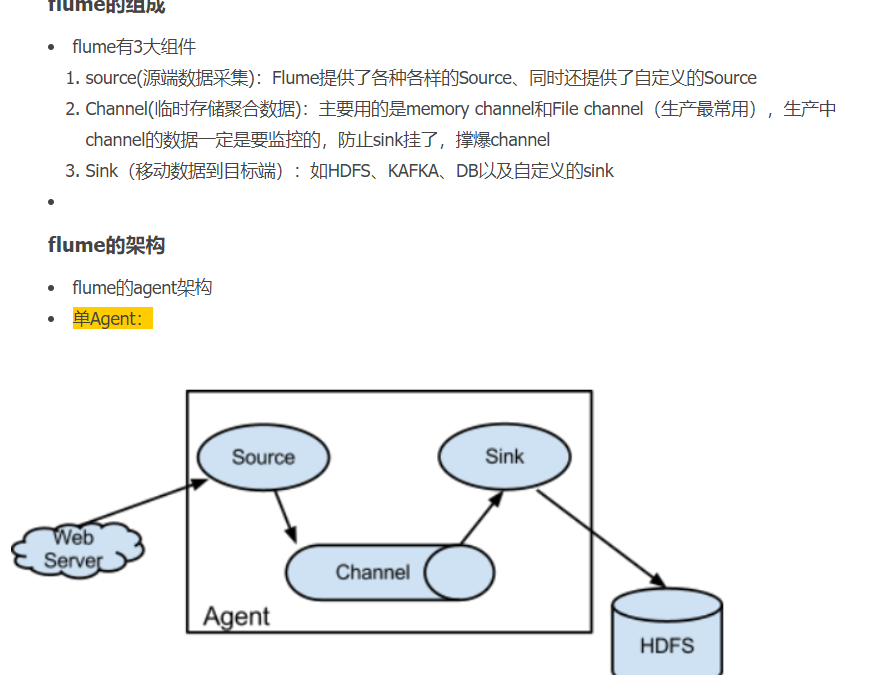 flume的组成
flume有3大组件
1. source(源端数据采集)：Flume提供了各种各样的Source、同时还提供了自定义的Source
2. Channel(临时存储聚合数据)：主要用的是memory channel和File channel（生产最常用），生产中
channel的数据一定是要监控的，防止sink挂了，撑爆channel
3. Sink（移动数据到目标端）：如HDFS、KAFKA、DB以及自定义的sink
flume的架构
flume的agent架构
单Agent：
Source
Sink
Web
Server
Channel
Agent
HDFS